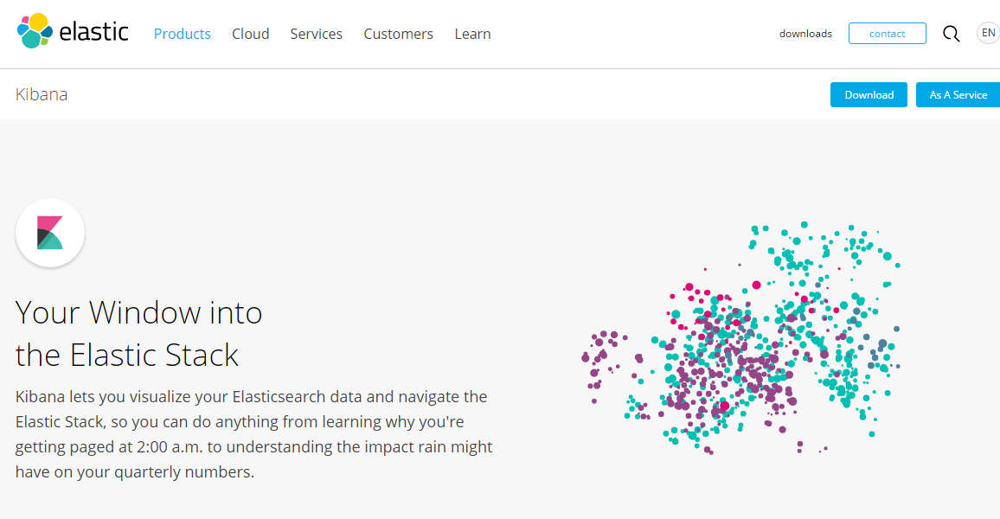 elastic Products Cloud Services Customers Learn downloads contact EN
Kibana Download As A Service
Your Window into
the Elastic Stack
Kibana lets you visualize your Elasticsearch data and navigate the
Elastic Stack, so you can do anything from learning why you're
getting paged at 2:00 a.m. to understanding the impact rain might
have on your quarterly numbers.